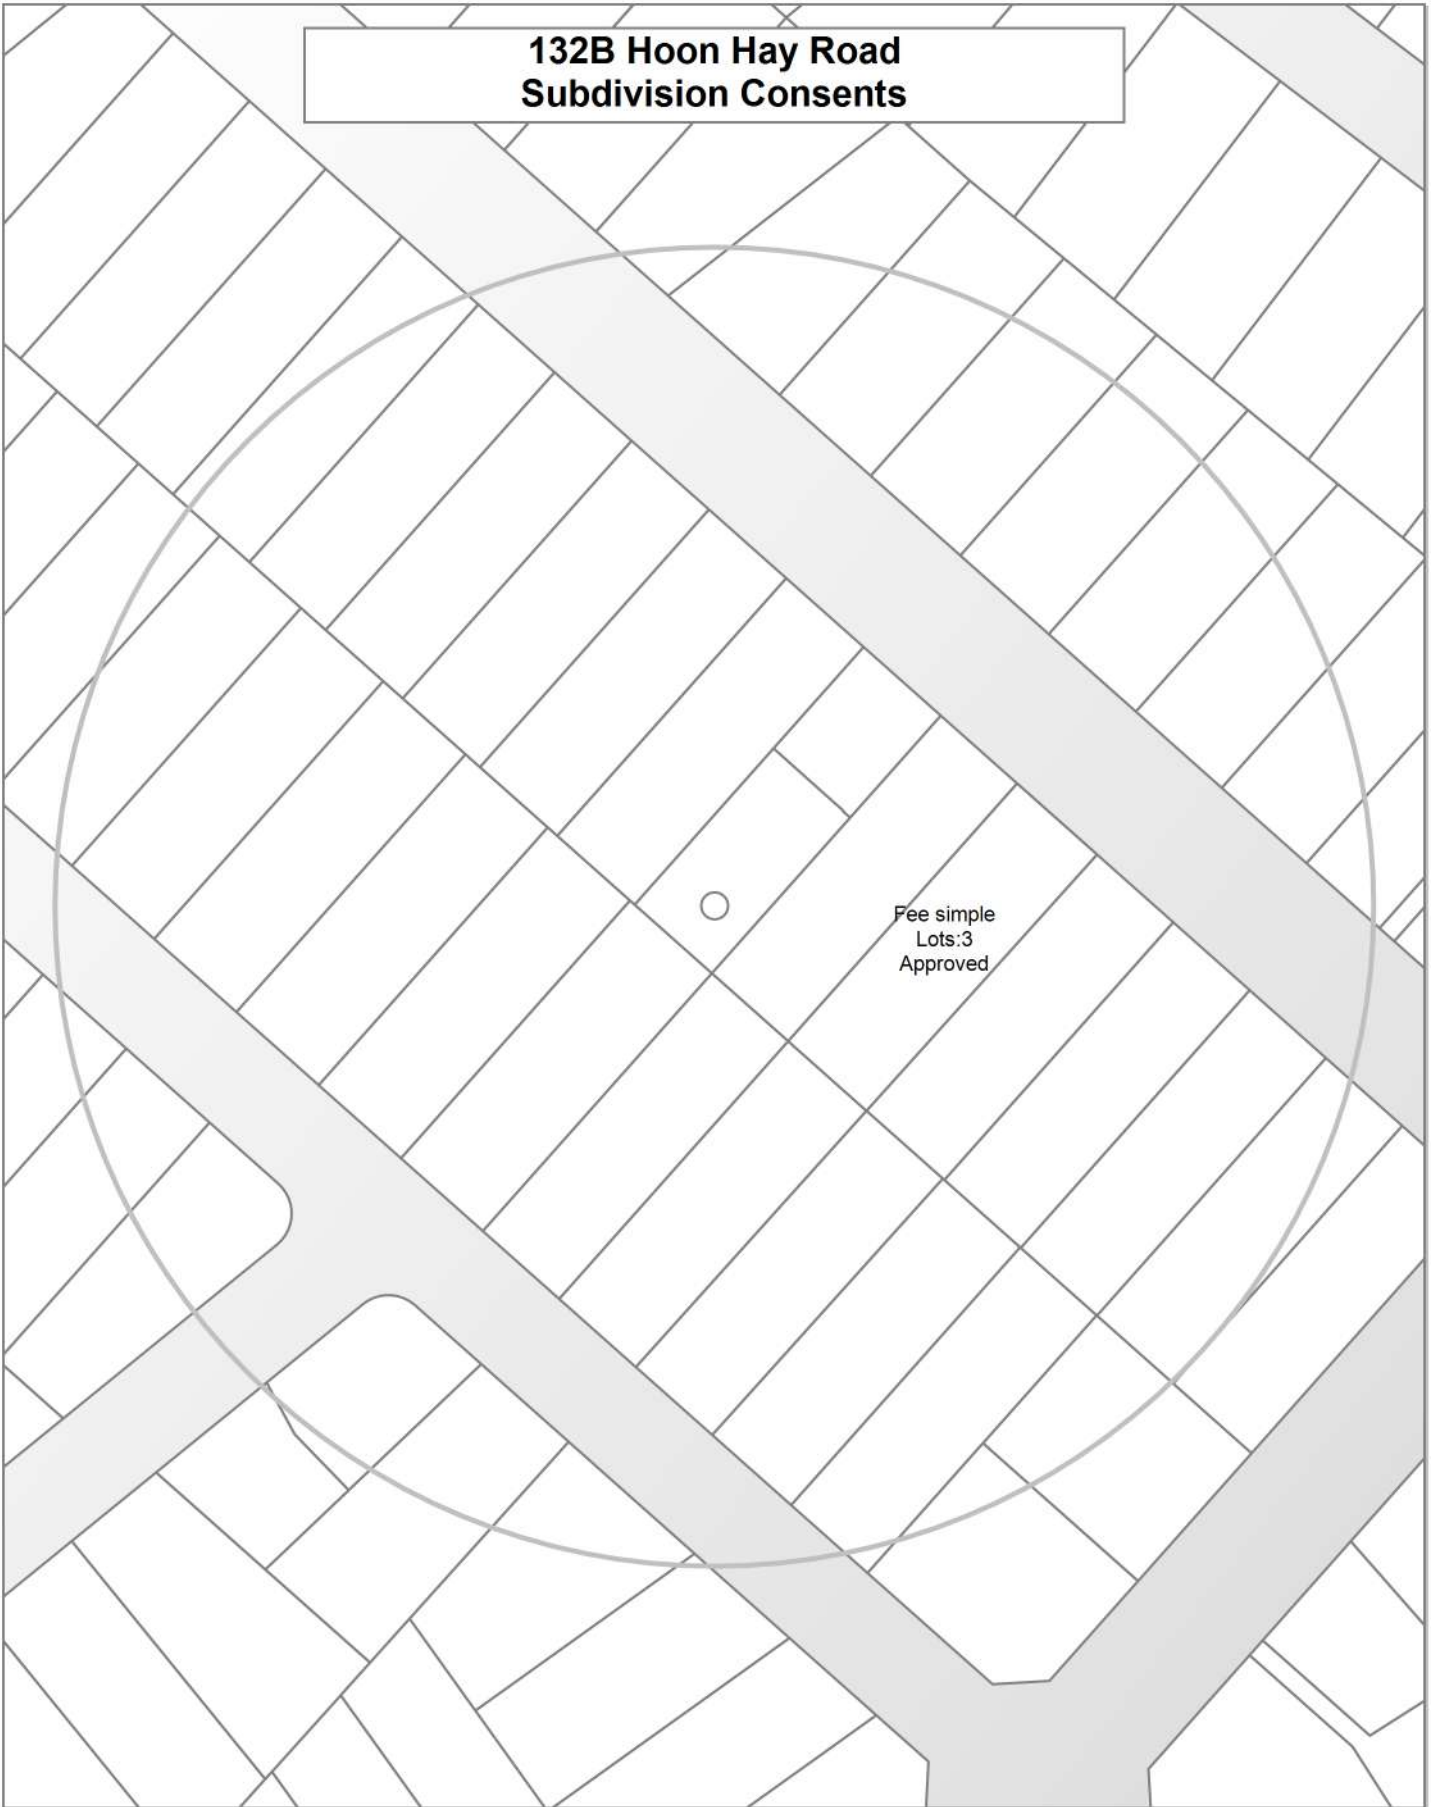 132B Hoon Hay Road
Subdivision Consents
Fee simple
Lots:3
Approved